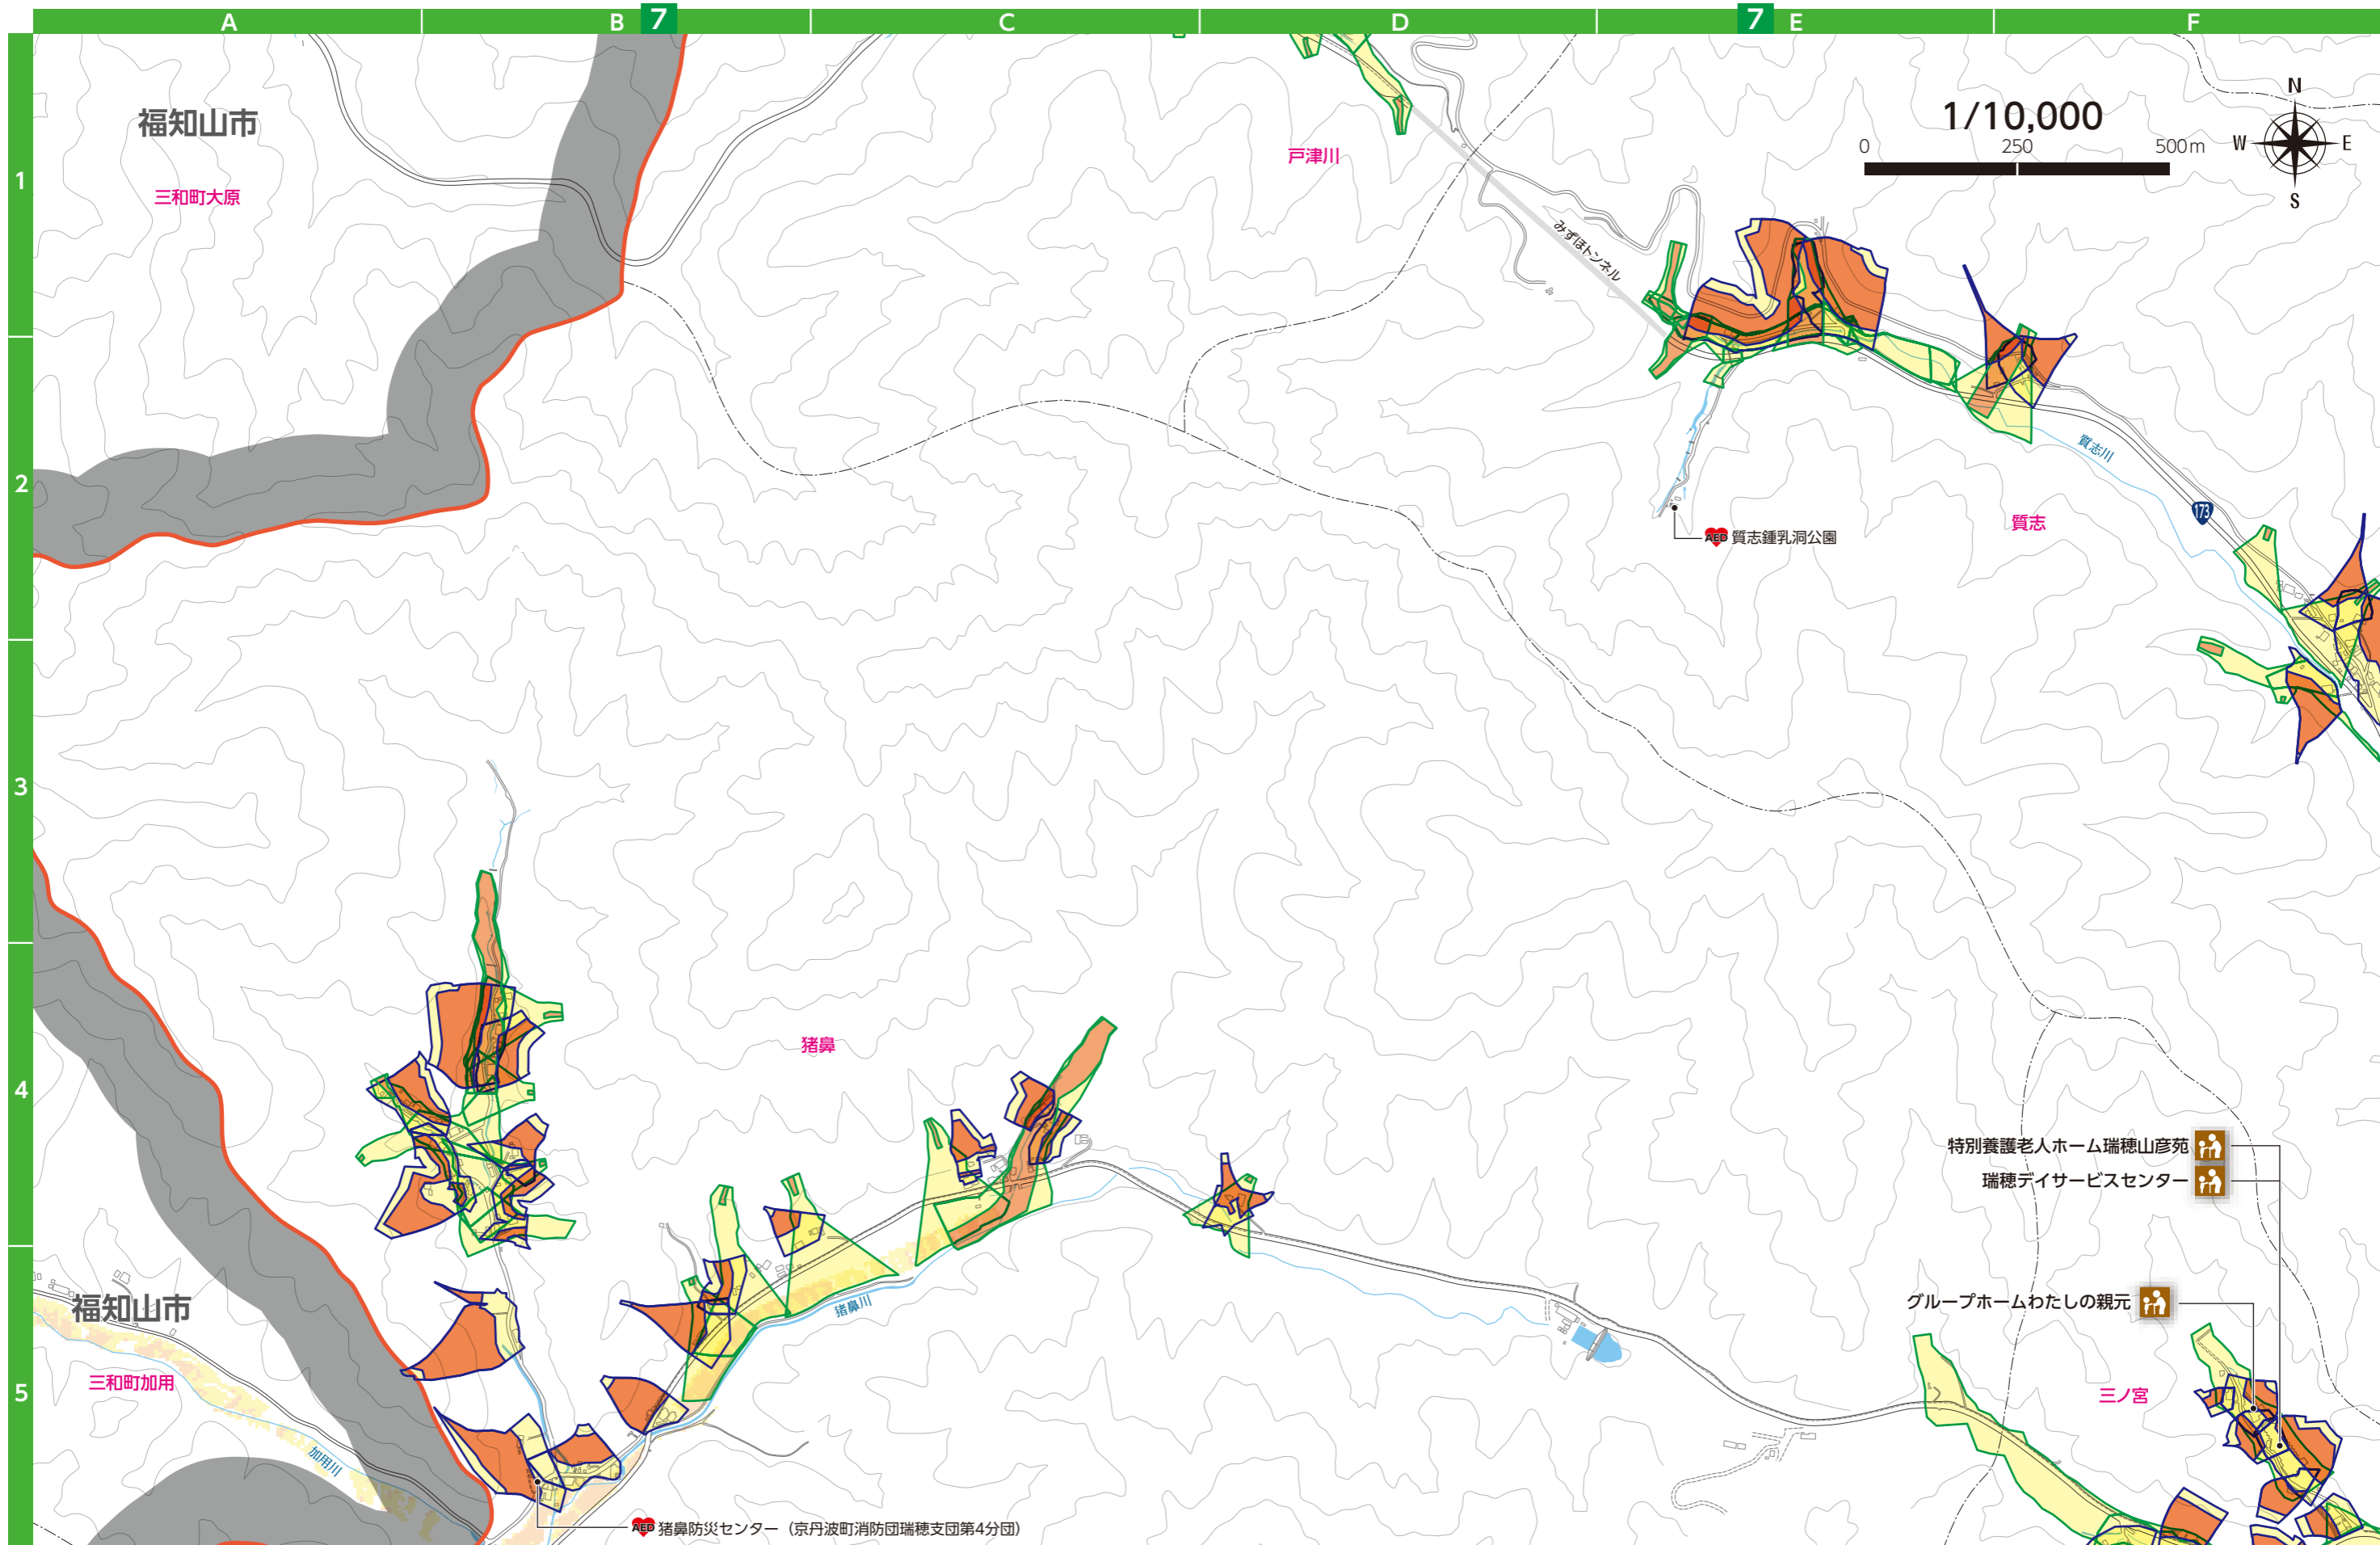 A
B
7
C
D
7
E
F
1
2
3
4
5
福知山市
三和町大原
戸津川
1/10,000
0
250
500m
N
W
E
S
みずほトンネル
質志川
173
質志
AED 質志鍾乳洞公園
猪鼻
特別養護老人ホーム瑞穂山彦苑
瑞穂デイサービスセンター
福知山市
猪鼻川
グループホームわたしの親元
三和町加用
三ノ宮
加用川
AED 猪鼻防災センター（京丹波町消防団瑞穂支団第4分団）